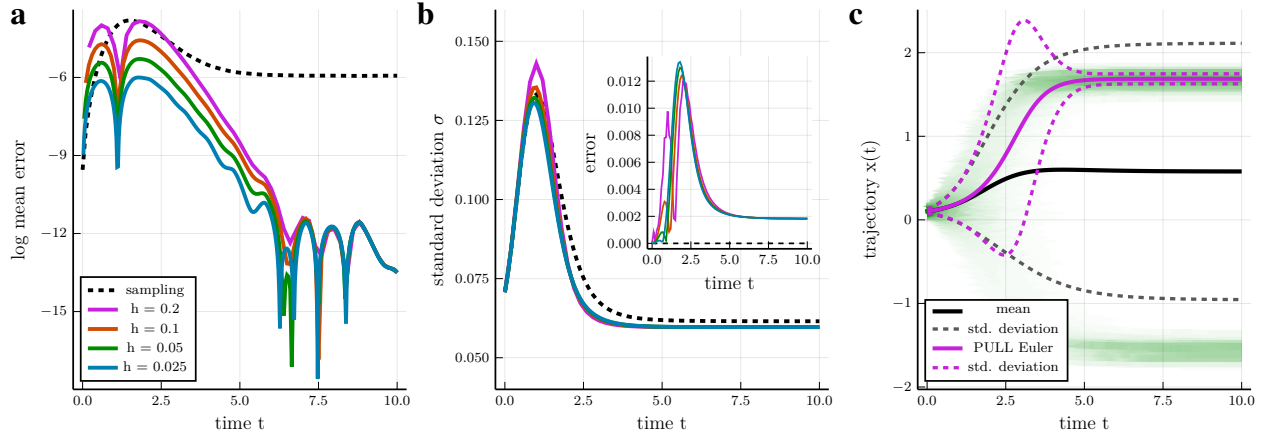 a
−6
−9
−12
−15
log mean error
sampling
h = 0.2
h = 0.1
h = 0.05
h = 0.025
0.0
2.5
5.0
7.5
10.0
time t
b
0.150
0.125
0.100
0.075
0.050
standard deviation σ
0.012
0.010
0.008
0.006
0.004
0.002
0.000
error
0.0
2.5
5.0
7.5
10.0
time t
0.0
2.5
5.0
7.5
10.0
time t
c
2
1
0
−1
−2
trajectory x(t)
mean
std. deviation
PULL Euler
std. deviation
0.0
2.5
5.0
7.5
10.0
time t